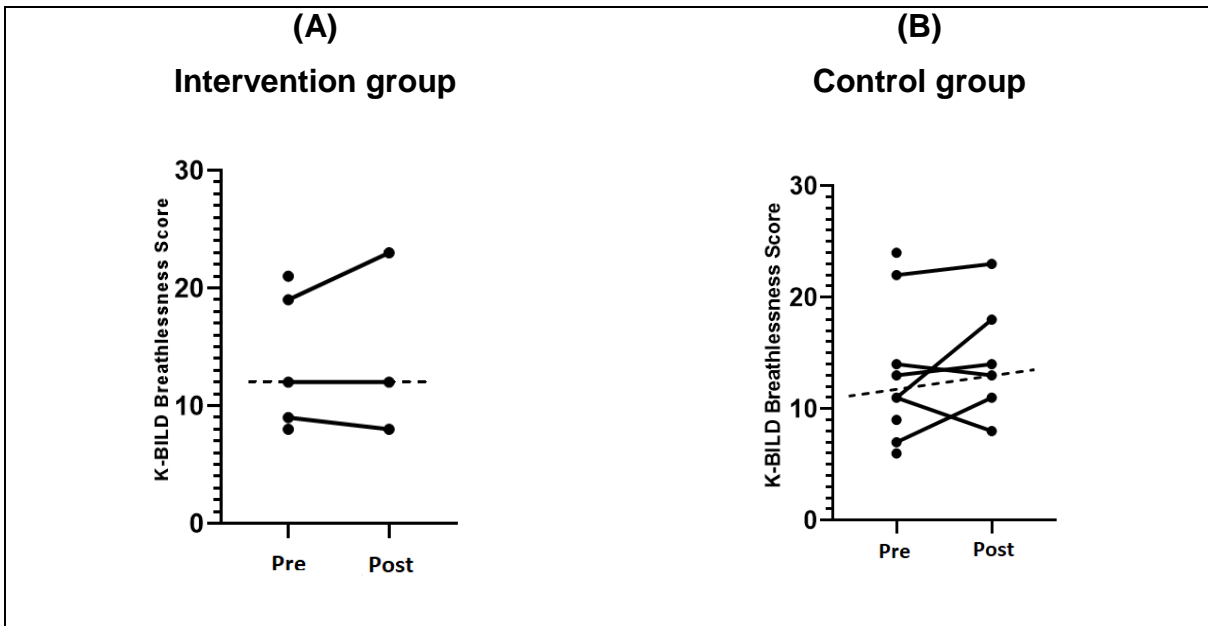 (A)
Intervention group
K-BILD Breathlessness Score
30
20
10
0
Pre
Post
(B)
Control group
K-BILD Breathlessness Score
30
20
10
0
Pre
Post